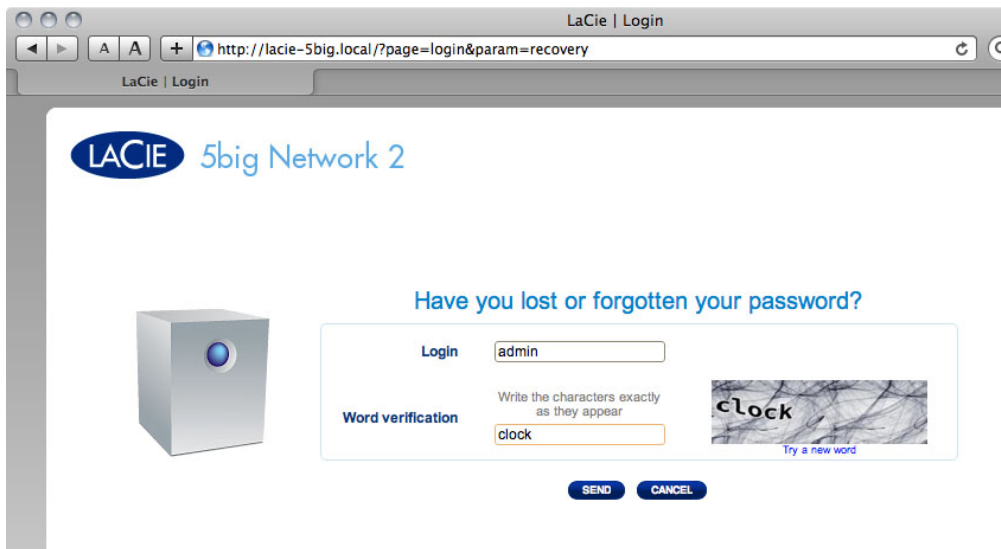 LaCie | Login
A A + http://lacie-5big.local/?page=login&param=recovery
LaCie | Login
LACIE 5big Network 2
Have you lost or forgotten your password?
Login admin
Write the characters exactly
as they appear
Word verification
clock
clock
Try a new word
SEND CANCEL